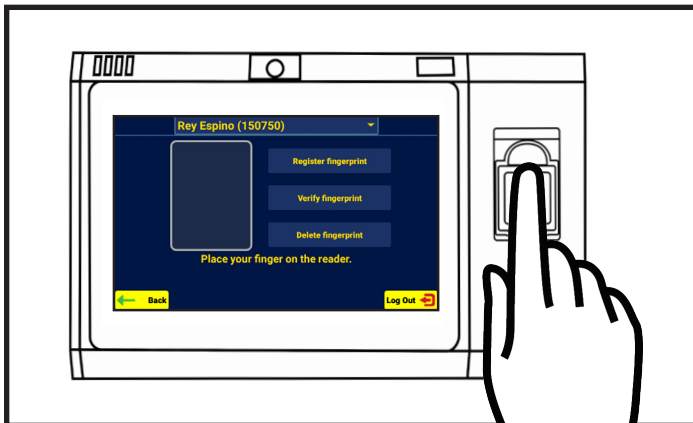 Rey Espino (150750)
Register fingerprint
Verify fingerprint
Delete fingerprint
Place your finger on the reader.
Back
Log Out